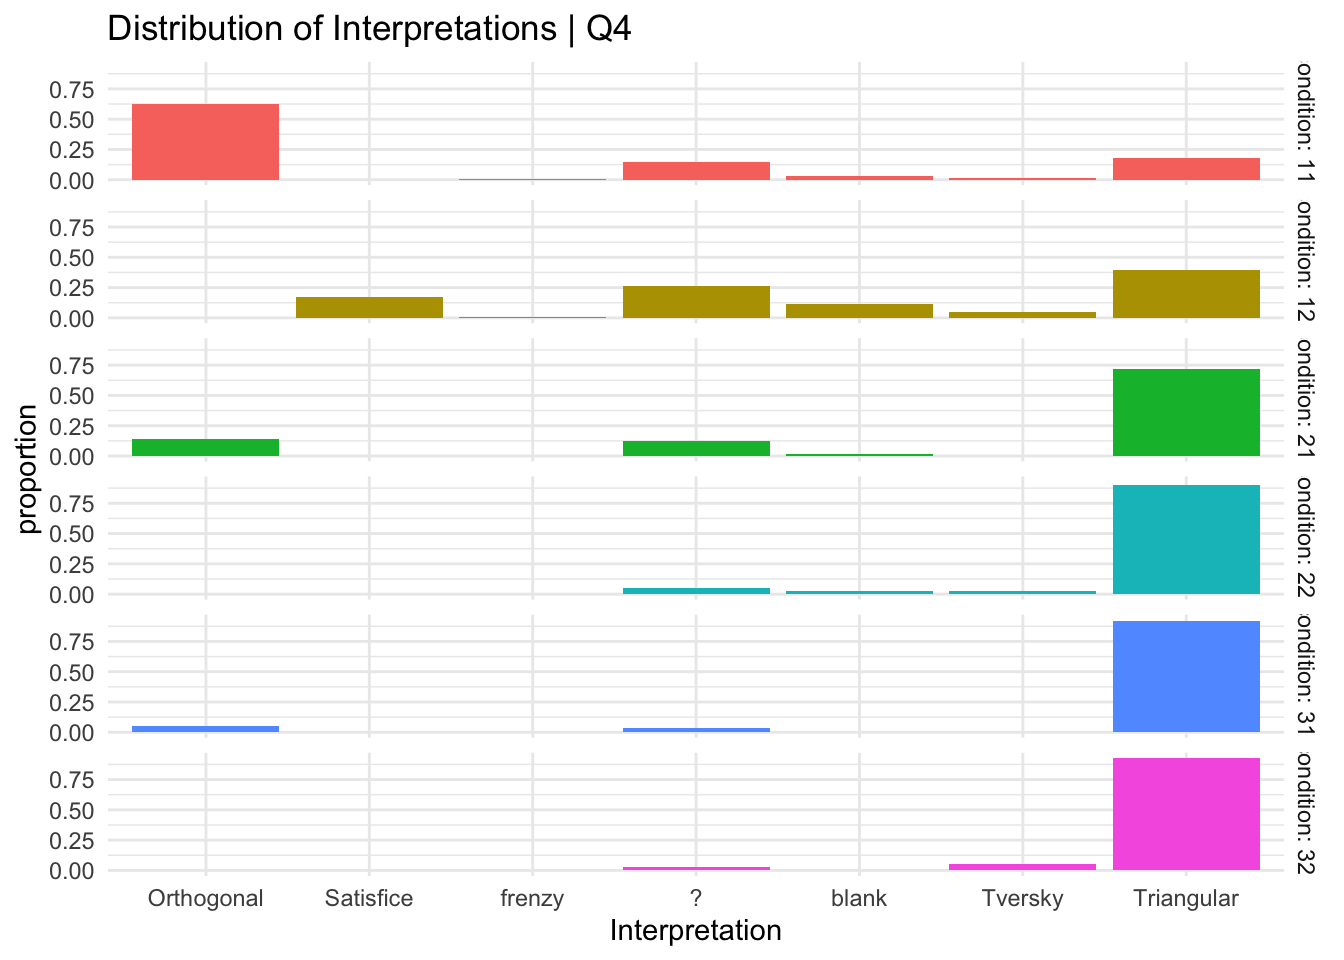 Distribution of Interpretations | Q4
proportion
0.75
0.50
0.25
0.00
ondition: 11
0.75
0.50
0.25
0.00
ondition: 12
0.75
0.50
0.25
0.00
ondition: 21
0.75
0.50
0.25
0.00
ondition: 22
0.75
0.50
0.25
0.00
ondition: 31
0.75
0.50
0.25
0.00
ondition: 32
Orthogonal Satisfice frenzy ? blank Tversky Triangular
Interpretation